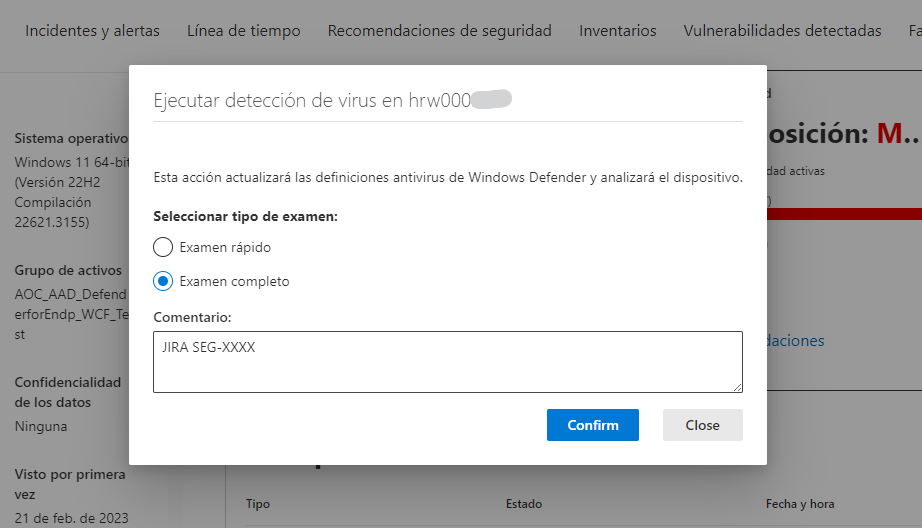 Incidentes y alertas
Línea de tiempo
Recomendaciones de seguridad
Inventarios
Vulnerabilidades detectadas
Ejecutar detección de virus en hrw000
Esta acción actualizará las definiciones antivirus de Windows Defender y analizará el dispositivo.
Seleccionar tipo de examen:
Examen rápido
Examen completo
Comentario:
JIRA SEG-XXXX
Confirm
Close
Sistema operativo
Windows 11 64-bit
(Versión 22H2
Compilación
22621.3155)
Grupo de activos
AOC_AAD_Defend
erforEndp_WCF_Te
st
Confidencialidad
de los datos
Ninguna
Visto por primera
vez
21 de feb. de 2023
osición: M...
dad activas
daciones
Tipo
Estado
Fecha y hora